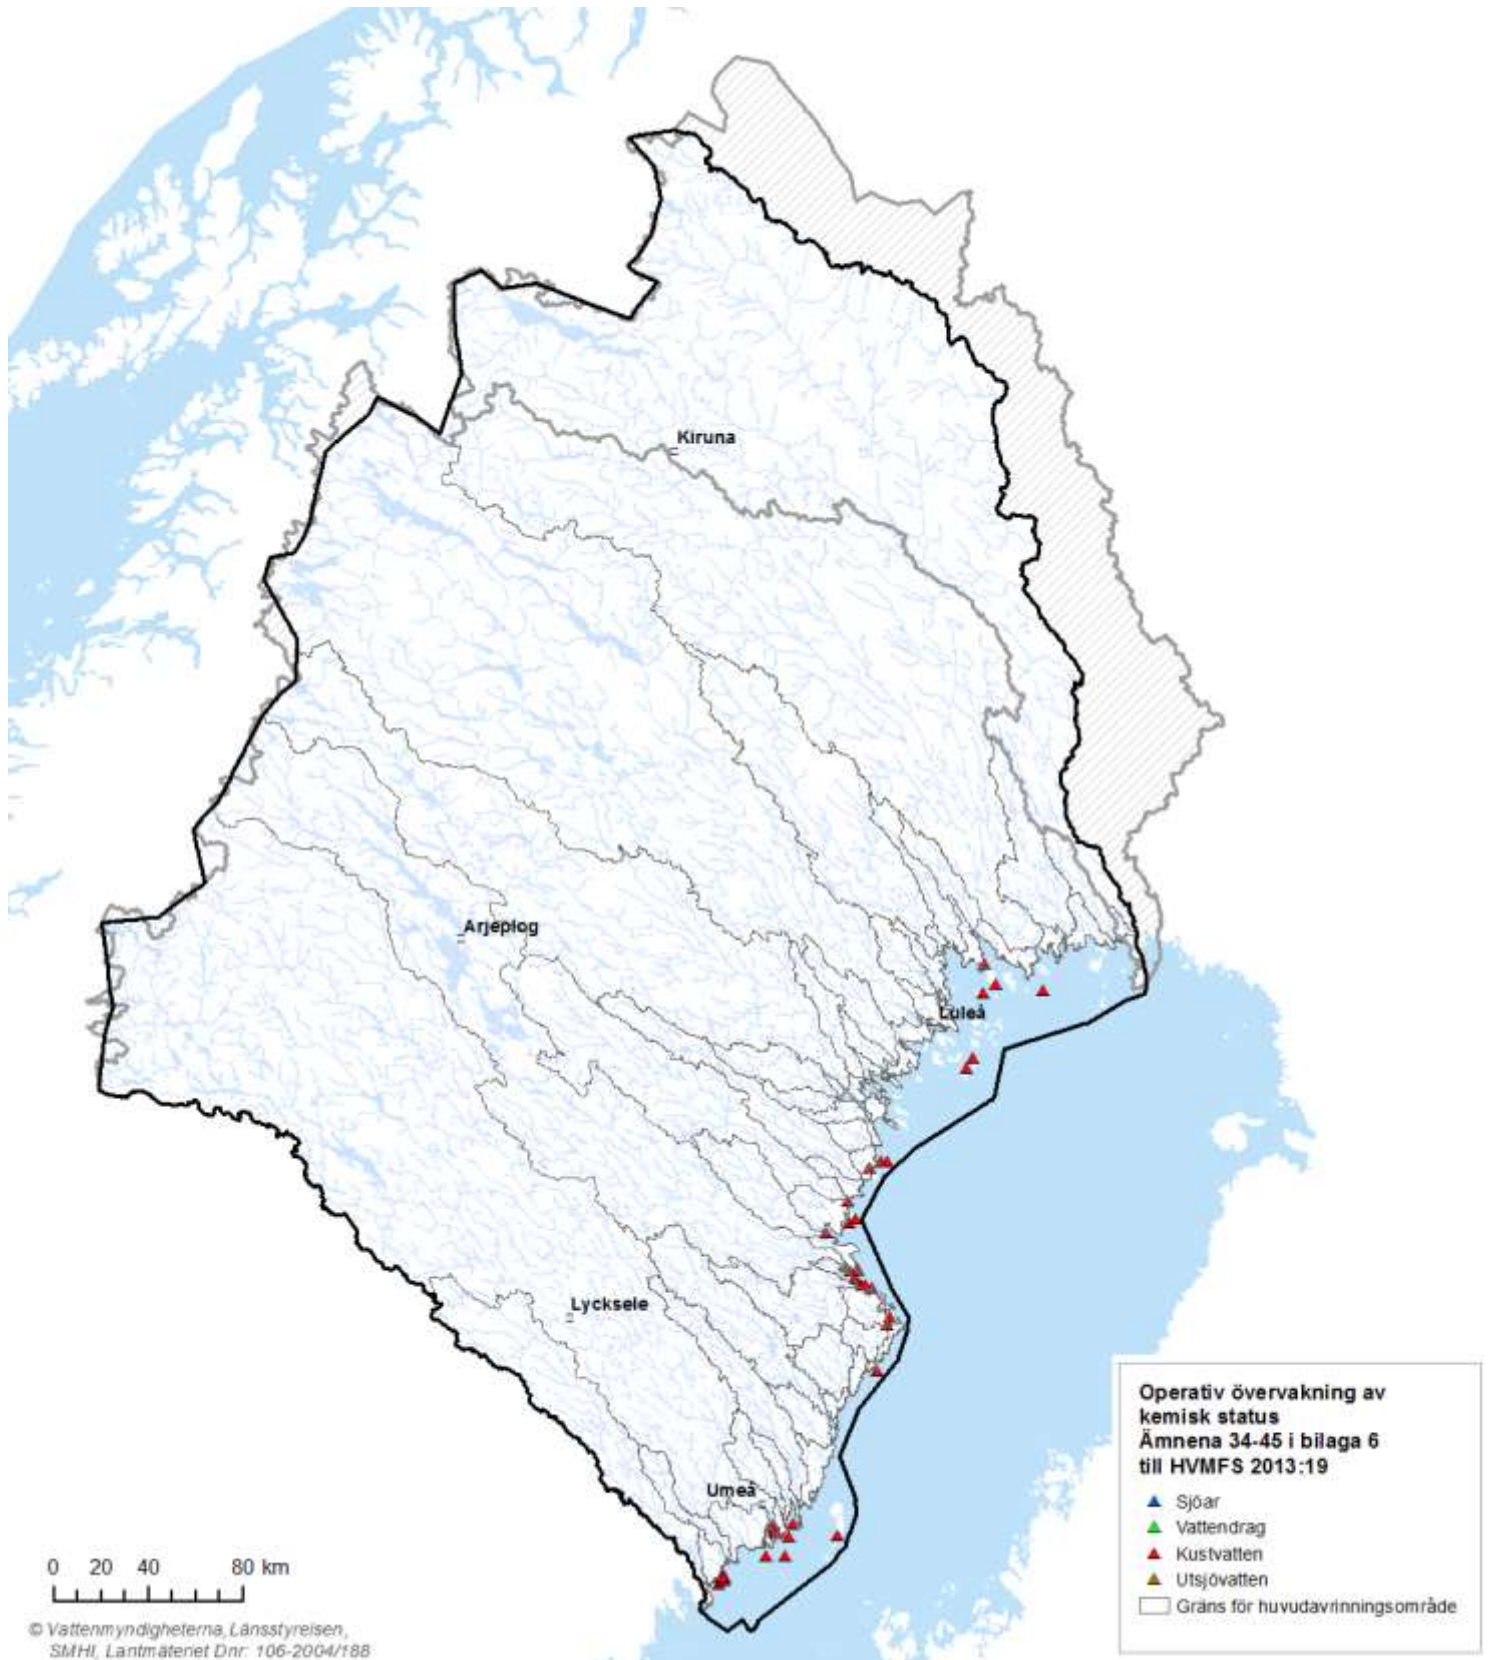 Kiruna
Arjeplog
Luleå
Lycksele
Umeå
Operativ övervakning av
kemisk status
Ämnena 34-45 i bilaga 6
till HVMFS 2013:19
Sjöar
Vattendrag
Kustvatten
Utsjövatten
Gräns för huvudavrinningsområde
0 20 40 80 km
© Vattenmyndigheterna, Länsstyrelsen,
SMHI, Lantmäteriet Dnr: 106-2004/188